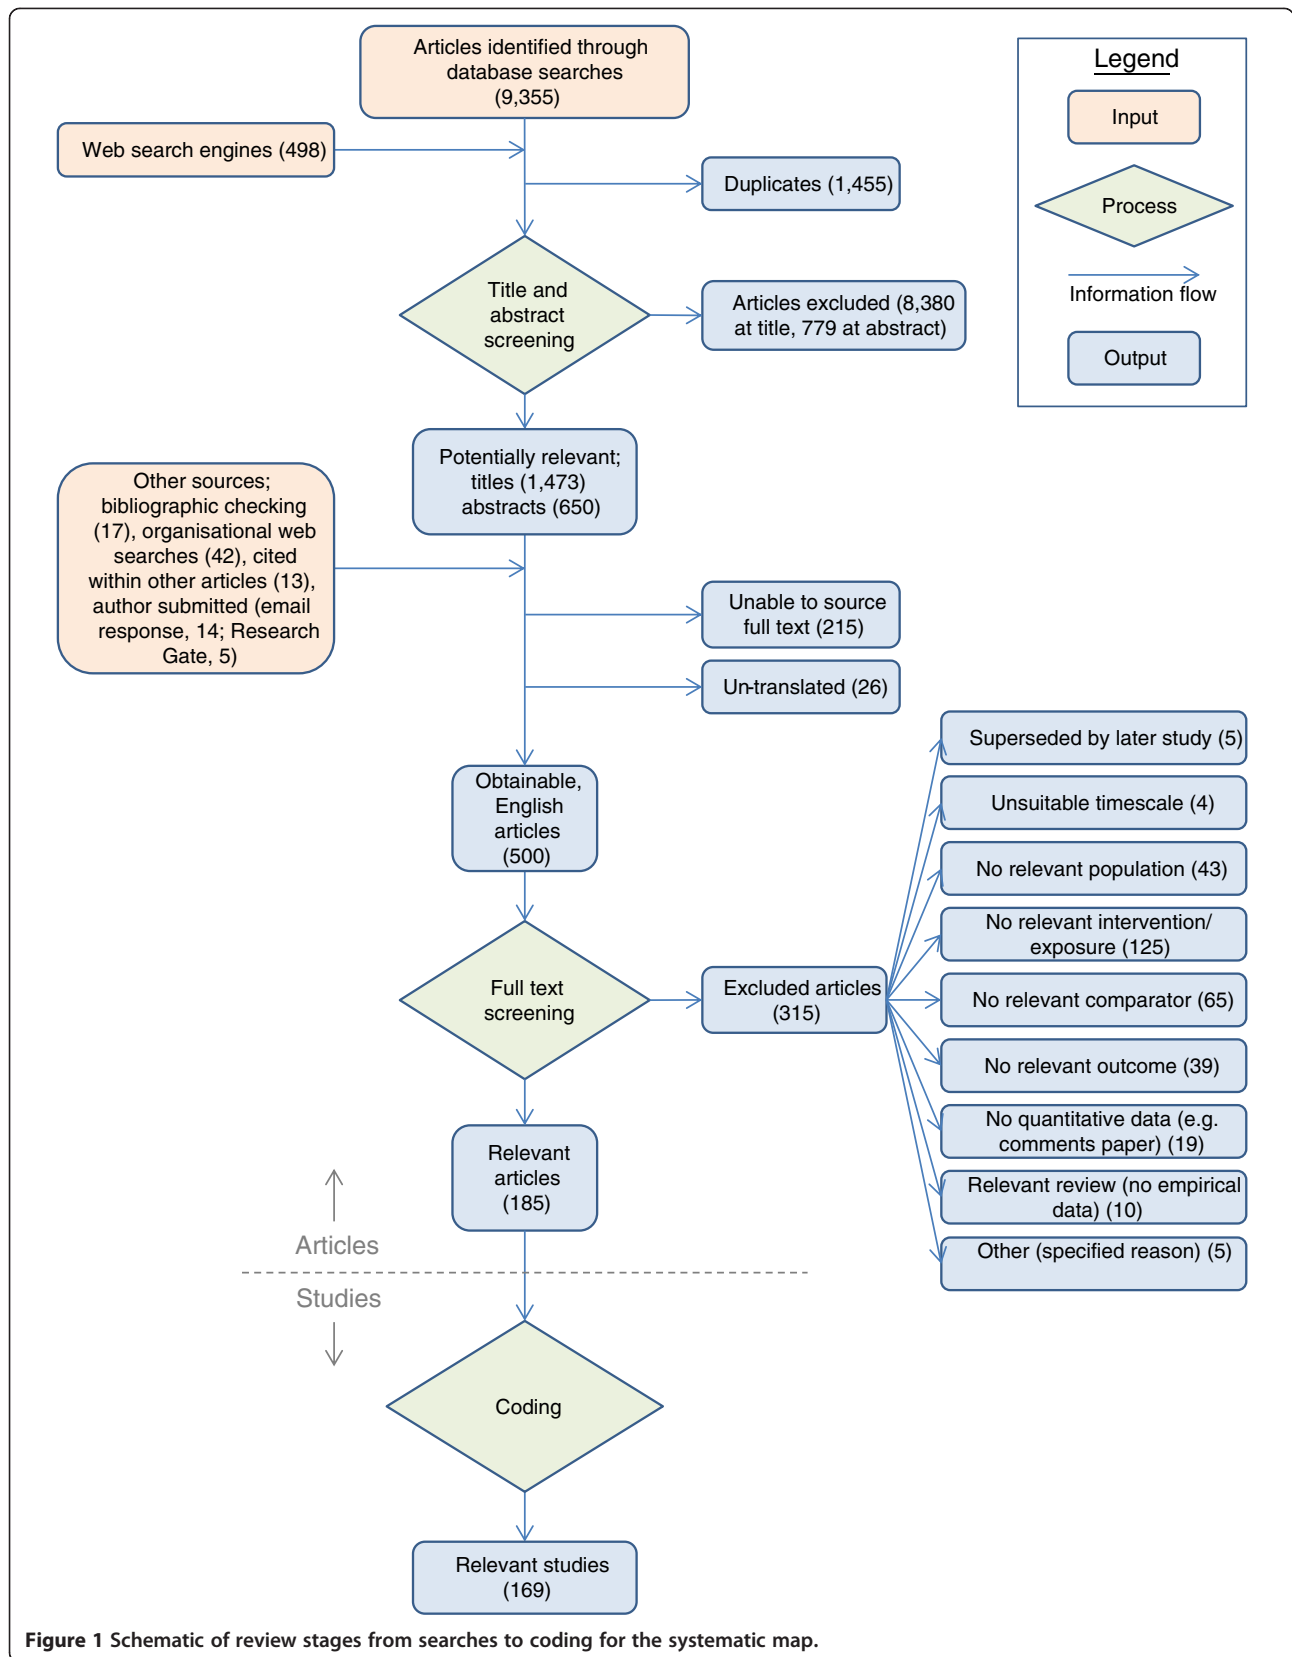 Articles identified through
database searches
(9,355)
Legend
Input
Web search engines (498)
Duplicates (1,455)
Process
Title and
abstract
screening
Articles excluded (8,380
at title, 779 at abstract)
Information flow
Output
Potentially relevant;
titles (1,473)
abstracts (650)
Other sources;
bibliographic checking
(17), organisational web
searches (42), cited
within other articles (13),
author submitted (email
response, 14; Research
Gate, 5)
Unable to source
full text (215)
Un-translated (26)
Obtainable,
English
articles
(500)
Superseded by later study (5)
Unsuitable timescale (4)
No relevant population (43)
No relevant intervention/
exposure (125)
Full text
screening
Excluded articles
(315)
No relevant comparator (65)
No relevant outcome (39)
No quantitative data (e.g.
comments paper) (19)
Relevant review (no empirical
data) (10)
Other (specified reason) (5)
Relevant
articles
(185)
Articles
Studies
Coding
Relevant studies
(169)
Figure 1 Schematic of review stages from searches to coding for the systematic map.